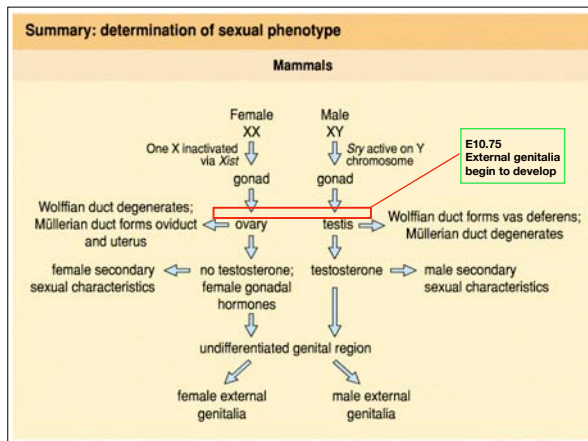 Summary: determination of sexual phenotype
Mammals
Female
XX
Male
XY
One X inactivated
via Xist
Sry active on Y
chromosome
E10.75
External genitalia
begin to develop
gonad
gonad
Wolffian duct degenerates;
Müllerian duct forms oviduct
and uterus
ovary
testis
Wolffian duct forms vas deferens;
Müllerian duct degenerates
female secondary
sexual characteristics
no testosterone;
female gonadal
hormones
testosterone
male secondary
sexual characteristics
undifferentiated genital region
female external
genitalia
male external
genitalia